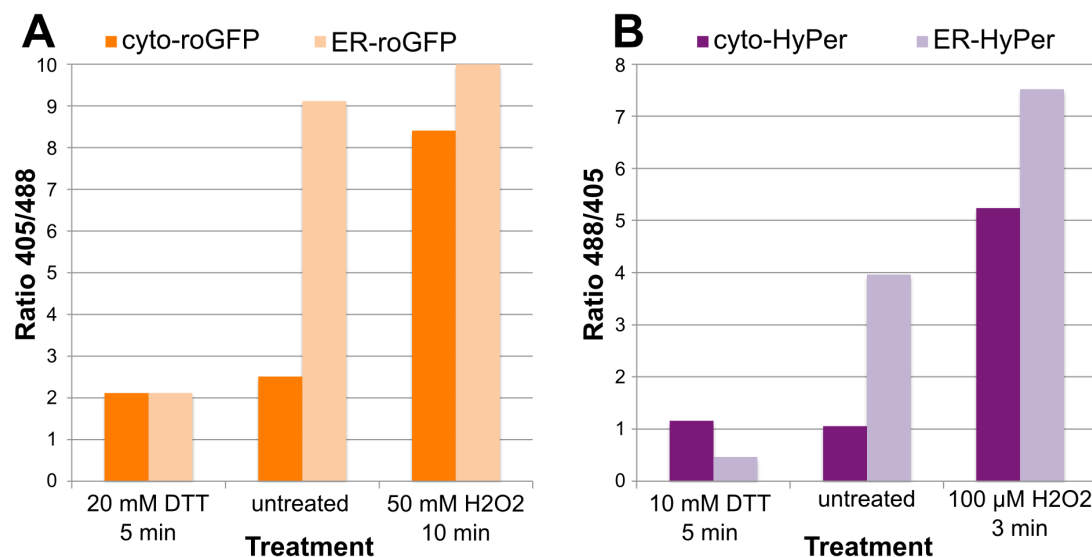 A
cyto-roGFP
ER-roGFP
Ratio 405/488
10
9
8
7
6
5
4
3
2
1
0
20 mM DTT
5 min
untreated
50 mM H2O2
10 min
Treatment
B
cyto-HyPer
ER-HyPer
488/405
8
7
6
5
4
3
2
1
0
10 mM DTT
5 min
untreated
100 µM H2O2
3 min
Treatment